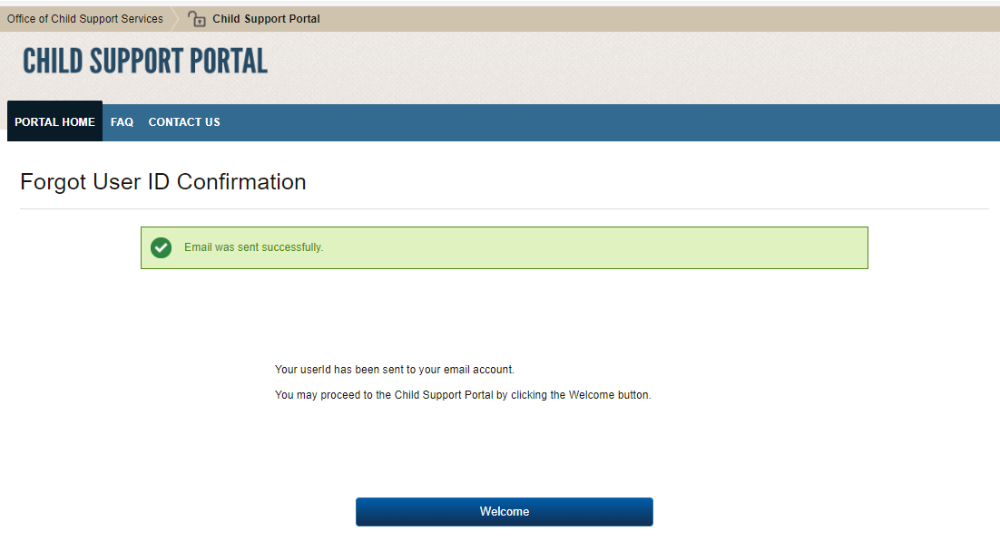 Office of Child Support Services Child Support Portal
CHILD SUPPORT PORTAL
PORTAL HOME FAQ CONTACT US
Forgot User ID Confirmation
Email was sent successfully.
Your userId has been sent to your email account.
You may proceed to the Child Support Portal by clicking the Welcome button.
Welcome